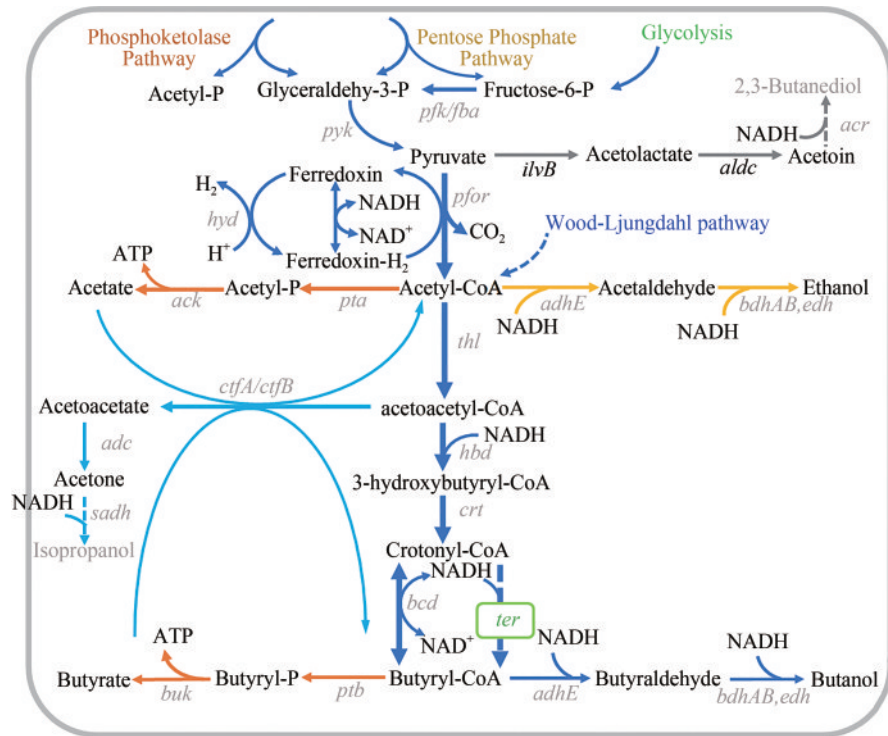 Phosphoketolase
Pathway
Pentose Phosphate
Pathway
Glycolysis
Acetyl-P
Glyceraldehy-3-P
pfk/fba
Fructose-6-P
2,3-Butanediol
pyk
NADH
acr
Pyruvate
ilvB
Acetolactate
aldc
Acetoin
Ferredoxin
H2
hyd
H+
NADH
NAD+
Ferredoxin-H2
pfor
CO2
Wood-Ljungdahl pathway
ATP
Acetate
ack
Acetyl-P
pta
Acetyl-CoA
adhE
NADH
Acetaldehyde
bdhAB,edh
NADH
Ethanol
thl
ctfA/ctfB
Acetoacetate
acetoacetyl-CoA
adc
hbd
NADH
Acetone
NADH
sadh
Isopropanol
3-hydroxybutyryl-CoA
crt
Crotonyl-CoA
NADH
bcd
ter
NAD+
ATP
NADH
NADH
Butyrate
buk
Butyryl-P
ptb
Butyryl-CoA
adhE
Butyraldehyde
bdhAB,edh
Butanol